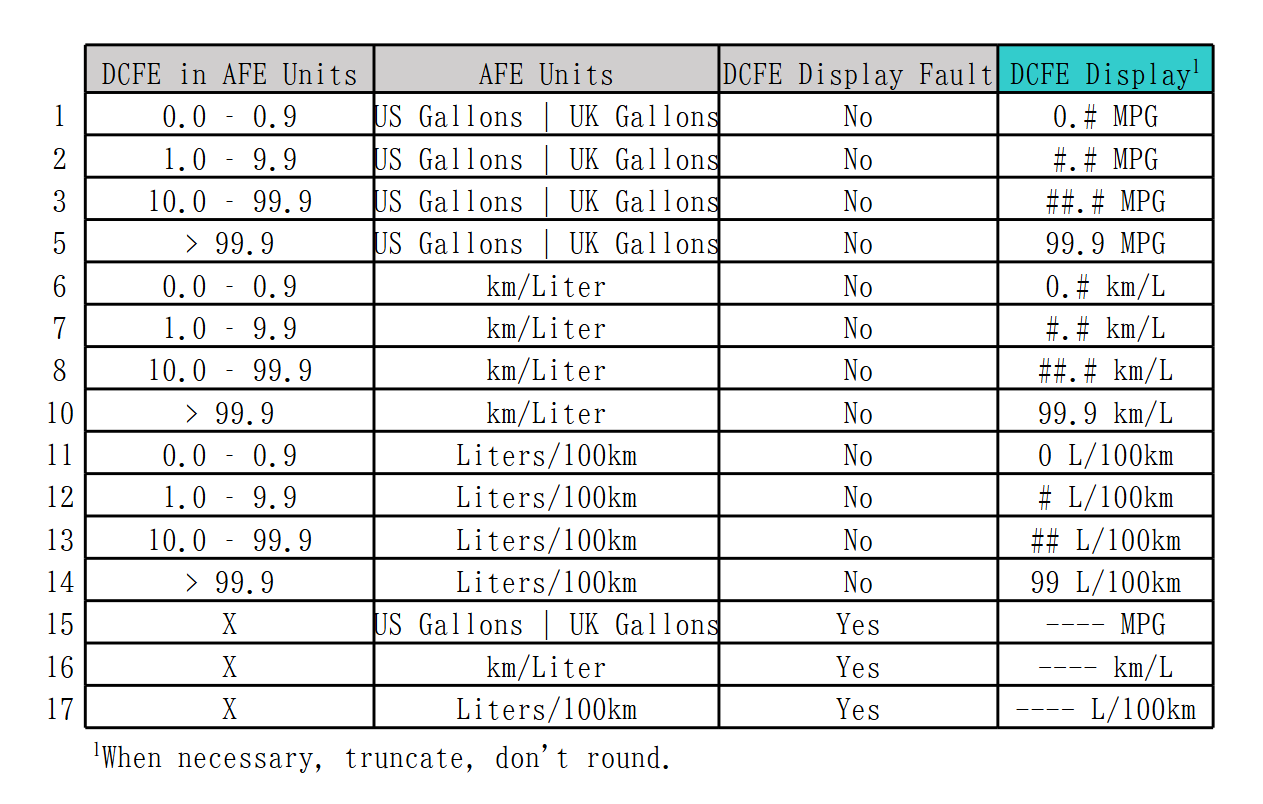 DCFE in AFE Units AFE Units DCFE Display Fault DCFE Display¹
1 0.0 - 0.9 US Gallons | UK Gallons No 0.# MPG
2 1.0 - 9.9 US Gallons | UK Gallons No #.# MPG
3 10.0 - 99.9 US Gallons | UK Gallons No ##.# MPG
5 > 99.9 US Gallons | UK Gallons No 99.9 MPG
6 0.0 - 0.9 km/Liter No 0.# km/L
7 1.0 - 9.9 km/Liter No #.# km/L
8 10.0 - 99.9 km/Liter No ##.# km/L
10 > 99.9 km/Liter No 99.9 km/L
11 0.0 - 0.9 Liters/100km No 0 L/100km
12 1.0 - 9.9 Liters/100km No # L/100km
13 10.0 - 99.9 Liters/100km No ## L/100km
14 > 99.9 Liters/100km No 99 L/100km
15 X US Gallons | UK Gallons Yes ---- MPG
16 X km/Liter Yes ---- km/L
17 X Liters/100km Yes ---- L/100km
¹When necessary, truncate, don't round.